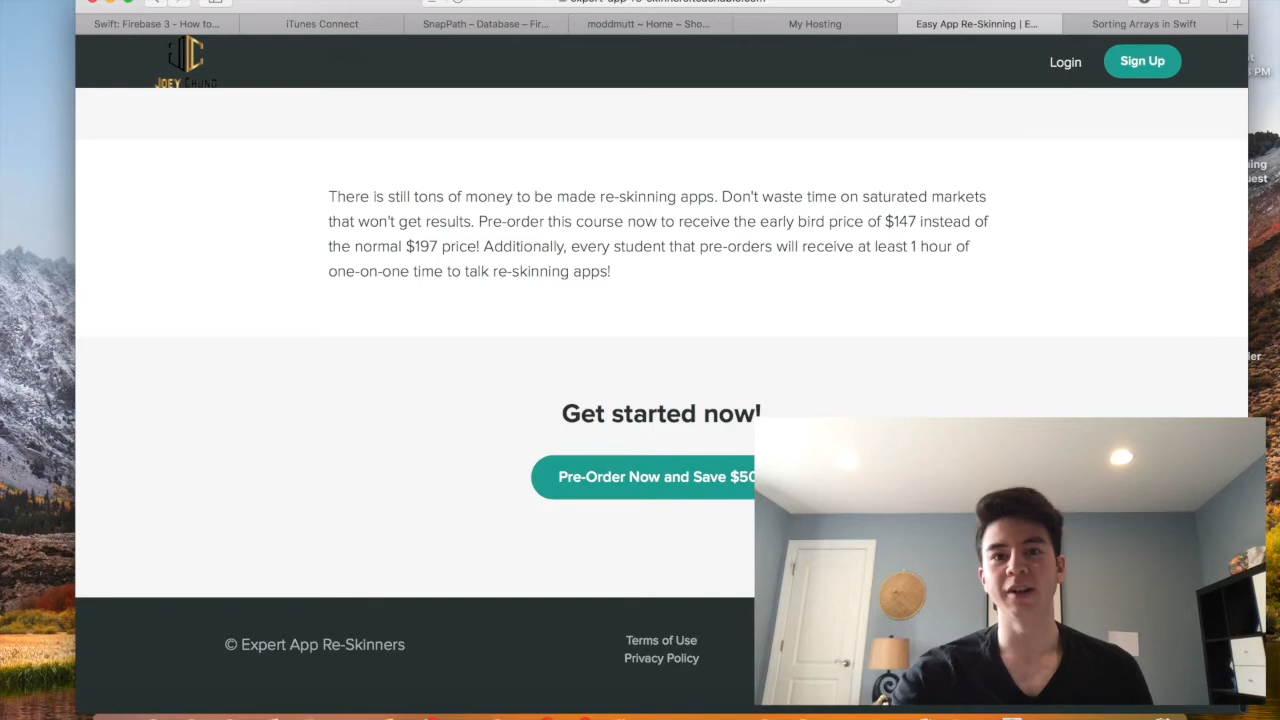 Swift: Firebase 3 - How to...
iTunes Connect
SnapPath – Database – Fir...
moddmutt ~ Home ~ Sho...
My Hosting
Easy App Re-Skinning | E...
Sorting Arrays in Swift
JOEY CHUNG
Login
Sign Up
There is still tons of money to be made re-skinning apps. Don't waste time on saturated markets
that won't get results. Pre-order this course now to receive the early bird price of $147 instead of
the normal $197 price! Additionally, every student that pre-orders will receive at least 1 hour of
one-on-one time to talk re-skinning apps!
Get started now!
Pre-Order Now and Save $50
© Expert App Re-Skinners
Terms of Use
Privacy Policy